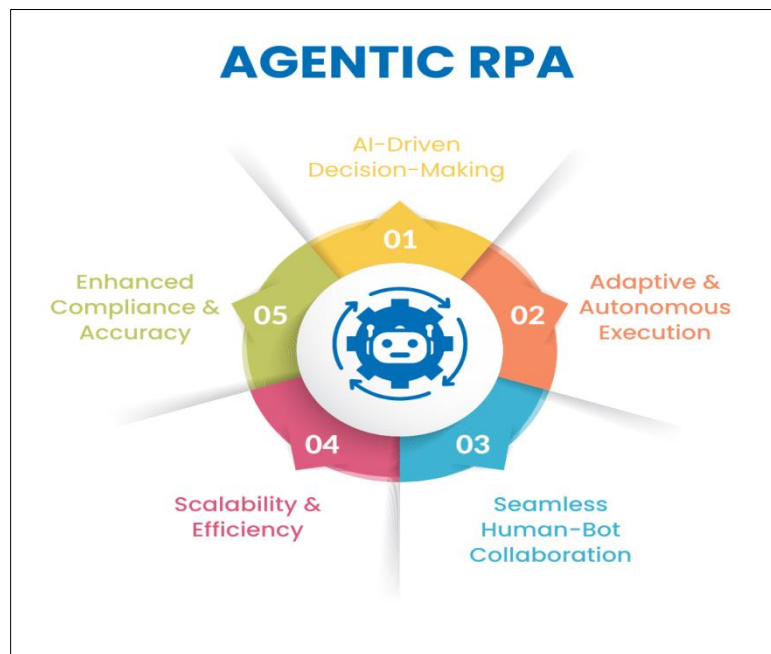 AGENTIC RPA
AI-Driven
Decision-Making
01
Adaptive &
Autonomous
Execution
02
Seamless
Human-Bot
Collaboration
03
Scalability &
Efficiency
04
Enhanced
Compliance &
Accuracy
05